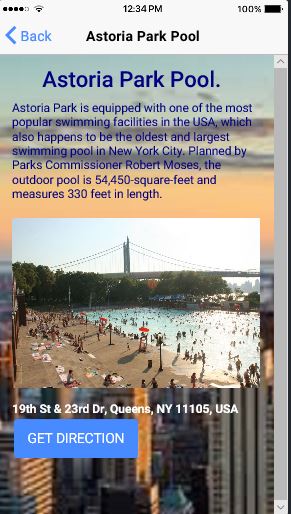 12:34 PM
100%
Back
Astoria Park Pool
Astoria Park Pool.
Astoria Park is equipped with one of the most
popular swimming facilities in the USA, which
also happens to be the oldest and largest
swimming pool in New York City. Planned by
Parks Commissioner Robert Moses, the
outdoor pool is 54,450-square-feet and
measures 330 feet in length.
19th St & 23rd Dr, Queens, NY 11105, USA
GET DIRECTION